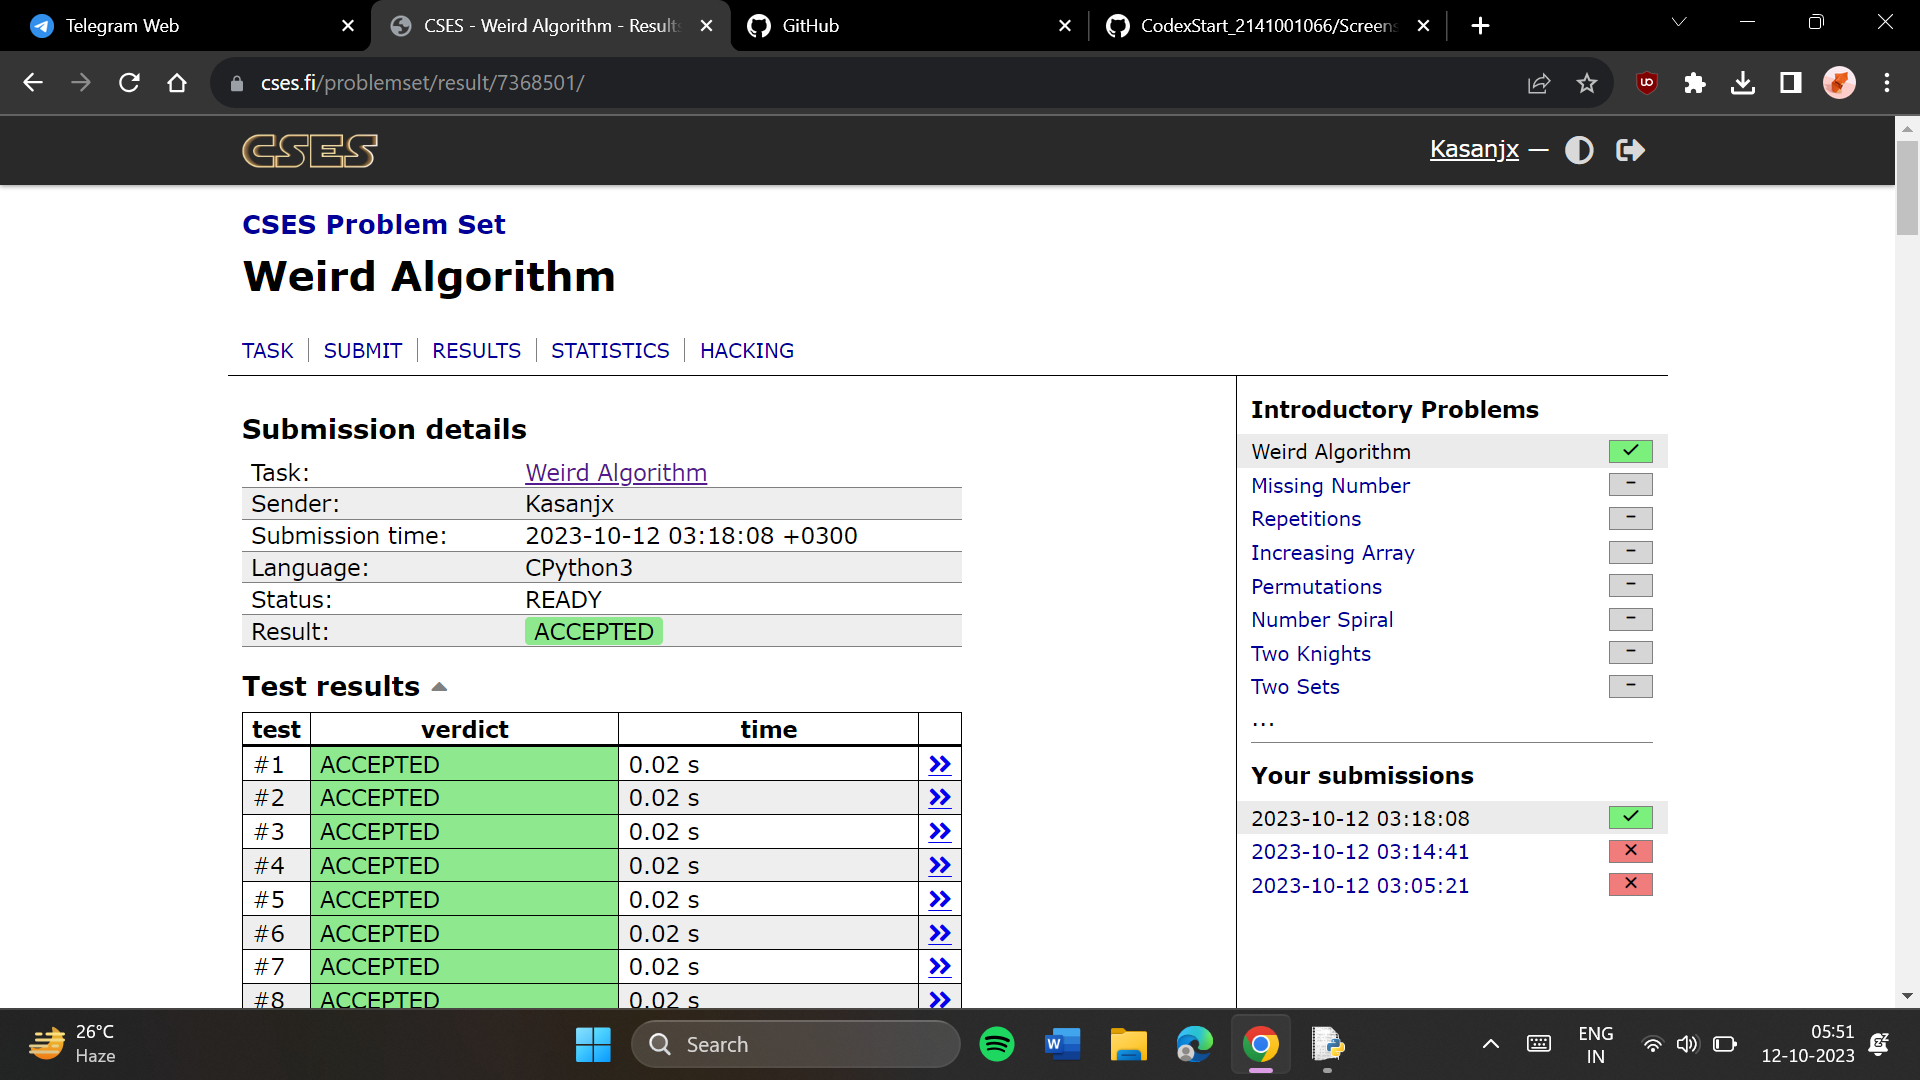 Telegram Web
CSES - Weird Algorithm - Results
GitHub
CodexStart_2141001066/Screens
cses.fi/problemset/result/7368501/
CSES
Kasanjx —
CSES Problem Set
Weird Algorithm
TASK | SUBMIT | RESULTS | STATISTICS | HACKING
Submission details
Task: Weird Algorithm
Sender: Kasanjx
Submission time: 2023-10-12 03:18:08 +0300
Language: CPython3
Status: READY
Result: ACCEPTED
Test results
test verdict time
#1 ACCEPTED 0.02 s »
#2 ACCEPTED 0.02 s »
#3 ACCEPTED 0.02 s »
#4 ACCEPTED 0.02 s »
#5 ACCEPTED 0.02 s »
#6 ACCEPTED 0.02 s »
#7 ACCEPTED 0.02 s »
#8 ACCEPTED 0.02 s »
Introductory Problems
Weird Algorithm
Missing Number –
Repetitions –
Increasing Array –
Permutations –
Number Spiral –
Two Knights –
Two Sets –
...
Your submissions
2023-10-12 03:18:08
2023-10-12 03:14:41
2023-10-12 03:05:21
26°C
Haze
Search
ENG
IN
05:51
12-10-2023